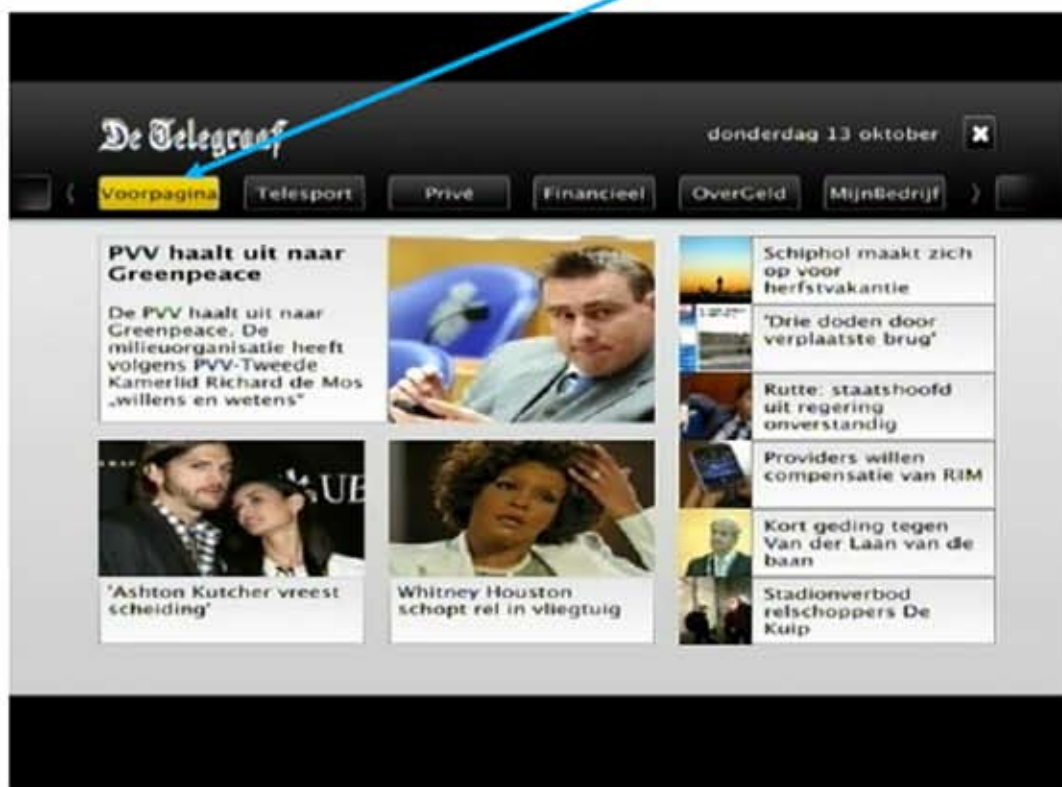 De Telegraaf
donderdag 13 oktober
Voorpagina
Telesport
Privé
Financieel
OverGeld
MijnBedrijf
PVV haalt uit naar
Greenpeace
De PVV haalt uit naar
Greenpeace. De
milieuorganisatie heeft
volgens PVV-Tweede
Kamerlid Richard de Mos
„willens en wetens"
'Ashton Kutcher vreest
scheiding'
Whitney Houston
schopt rel in vliegtuig
Schiphol maakt zich
op voor
herfstvakantie
'Drie doden door
verplaatste brug'
Rutte: staatshoofd
uit regering
onverstandig
Providers willen
compensatie van RIM
Kort geding tegen
Van der Laan van de
baan
Stadionverbod
relschoppers De
Kuip